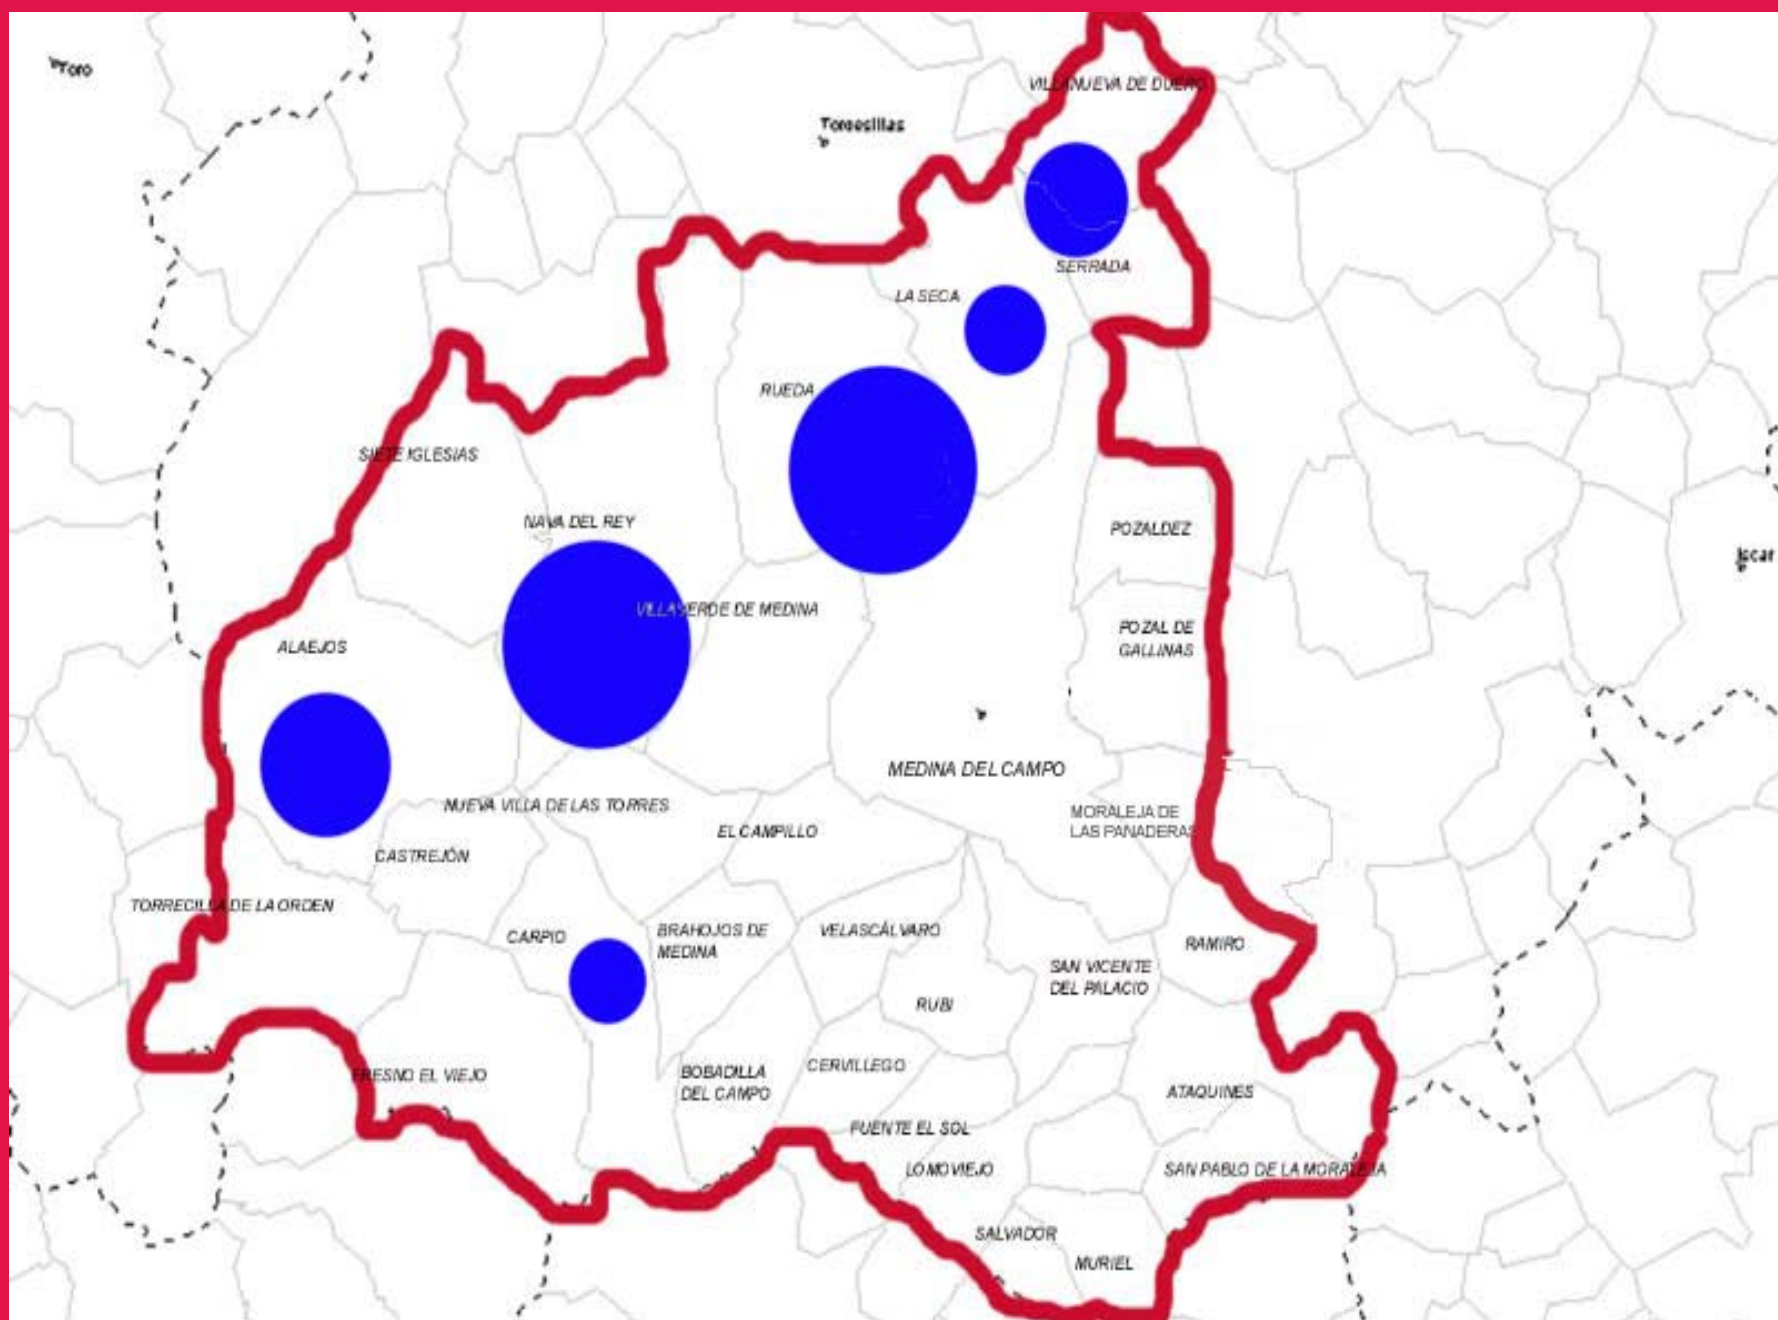 Toro
VILLANUEVA DE DUERO
Tordesillas
SERRADA
LA SECA
RUEDA
SIETE IGLESIAS
NAVA DEL REY
POZALDEZ
Iscar
VILLAVERDE DE MEDINA
POZAL DE
GALLINAS
ALAEJOS
MEDINA DEL CAMPO
NUEVA VILLA DE LAS TORRES
MORALEJA DE
LAS PANADERAS
EL CAMPILLO
CASTREJÓN
TORRECILLA DE LA ORDEN
CARPIO
BRAHOJOS DE
MEDINA
VELASCÁLVARO
RAMIRO
SAN VICENTE
DEL PALACIO
RUBI
FRESNO EL VIEJO
BOBADILLA
DEL CAMPO
CERVILLEGO
ATAQUINES
FUENTE EL SOL
LOMOVIEJO
SAN PABLO DE LA MORALEJA
SALVADOR
MURIEL